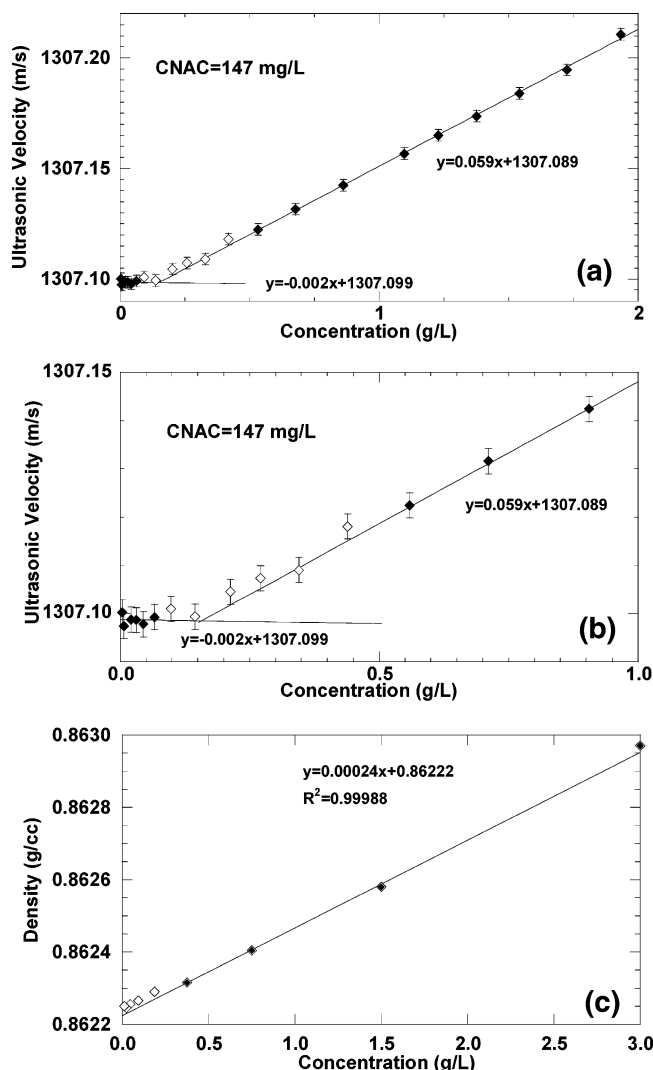 1307.20
CNAC=147 mg/L
1307.15
y=0.059x+1307.089
1307.10
y=-0.002x+1307.099
(a)
0
1
2
Ultrasonic Velocity (m/s)
Concentration (g/L)
1307.15
CNAC=147 mg/L
y=0.059x+1307.089
1307.10
y=-0.002x+1307.099
(b)
0
0.5
1.0
Ultrasonic Velocity (m/s)
Concentration (g/L)
0.8630
y=0.00024x+0.86222
R²=0.99988
0.8628
0.8626
0.8624
0.8622
(c)
0.0
0.5
1.0
1.5
2.0
2.5
3.0
Density (g/cc)
Concentration (g/L)